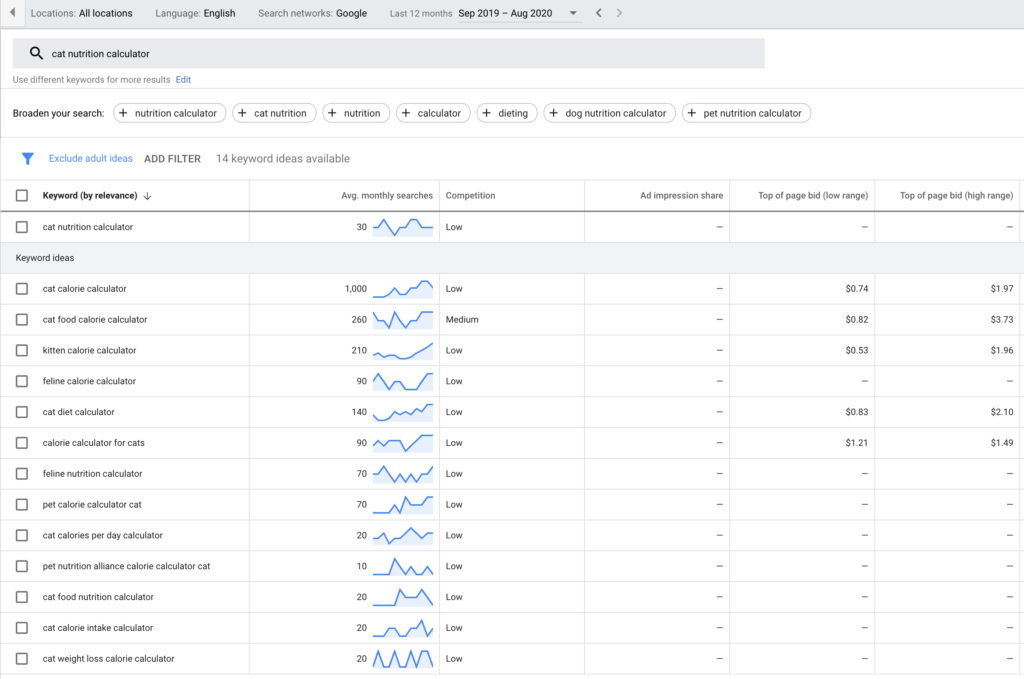 Locations: All locations Language: English Search networks: Google Last 12 months Sep 2019 – Aug 2020
cat nutrition calculator
Use different keywords for more results Edit
Broaden your search: + nutrition calculator + cat nutrition + nutrition + calculator + dieting + dog nutrition calculator + pet nutrition calculator
Exclude adult ideas ADD FILTER 14 keyword ideas available
Keyword (by relevance) ↓ Avg. monthly searches Competition Ad impression share Top of page bid (low range) Top of page bid (high range)
cat nutrition calculator 30 Low – – –
Keyword ideas
cat calorie calculator 1,000 Low – $0.74 $1.97
cat food calorie calculator 260 Medium – $0.82 $3.73
kitten calorie calculator 210 Low – $0.53 $1.96
feline calorie calculator 90 Low – – –
cat diet calculator 140 Low – $0.83 $2.10
calorie calculator for cats 90 Low – $1.21 $1.49
feline nutrition calculator 70 Low – – –
pet calorie calculator cat 70 Low – – –
cat calories per day calculator 20 Low – – –
pet nutrition alliance calorie calculator cat 10 Low – – –
cat food nutrition calculator 20 Low – – –
cat calorie intake calculator 20 Low – – –
cat weight loss calorie calculator 20 Low – – –